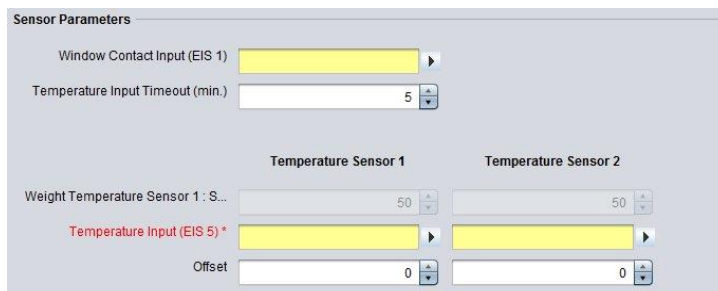 Sensor Parameters
Window Contact Input (EIS 1)
Temperature Input Timeout (min.) 5
Temperature Sensor 1 Temperature Sensor 2
Weight Temperature Sensor 1 : S... 50 50
Temperature Input (EIS 5) *
Offset 0 0